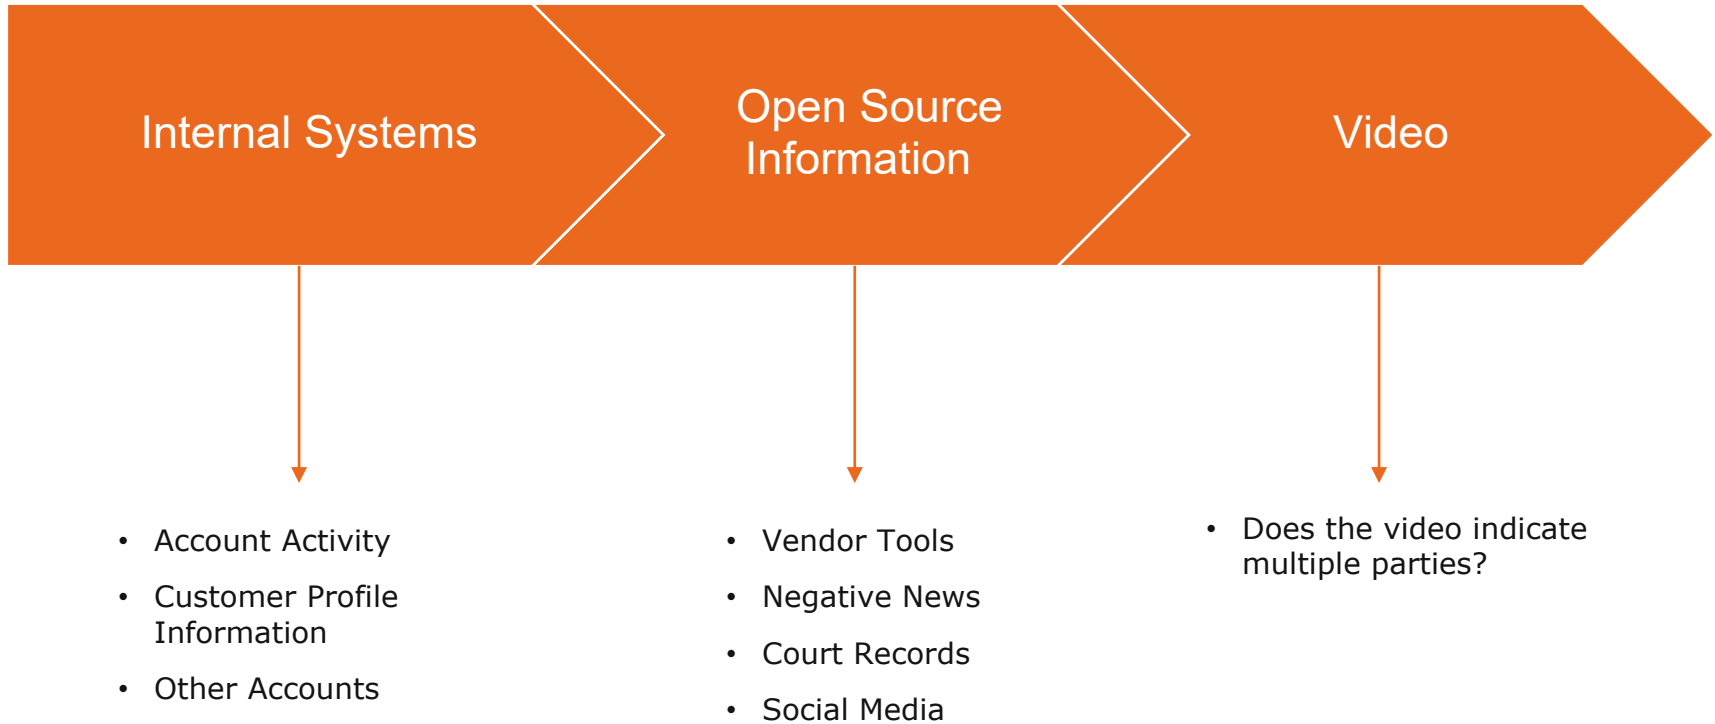 Internal Systems
Open Source
Information
Video
• Account Activity
• Customer Profile
Information
• Other Accounts
• Vendor Tools
• Negative News
• Court Records
• Social Media
• Does the video indicate
multiple parties?